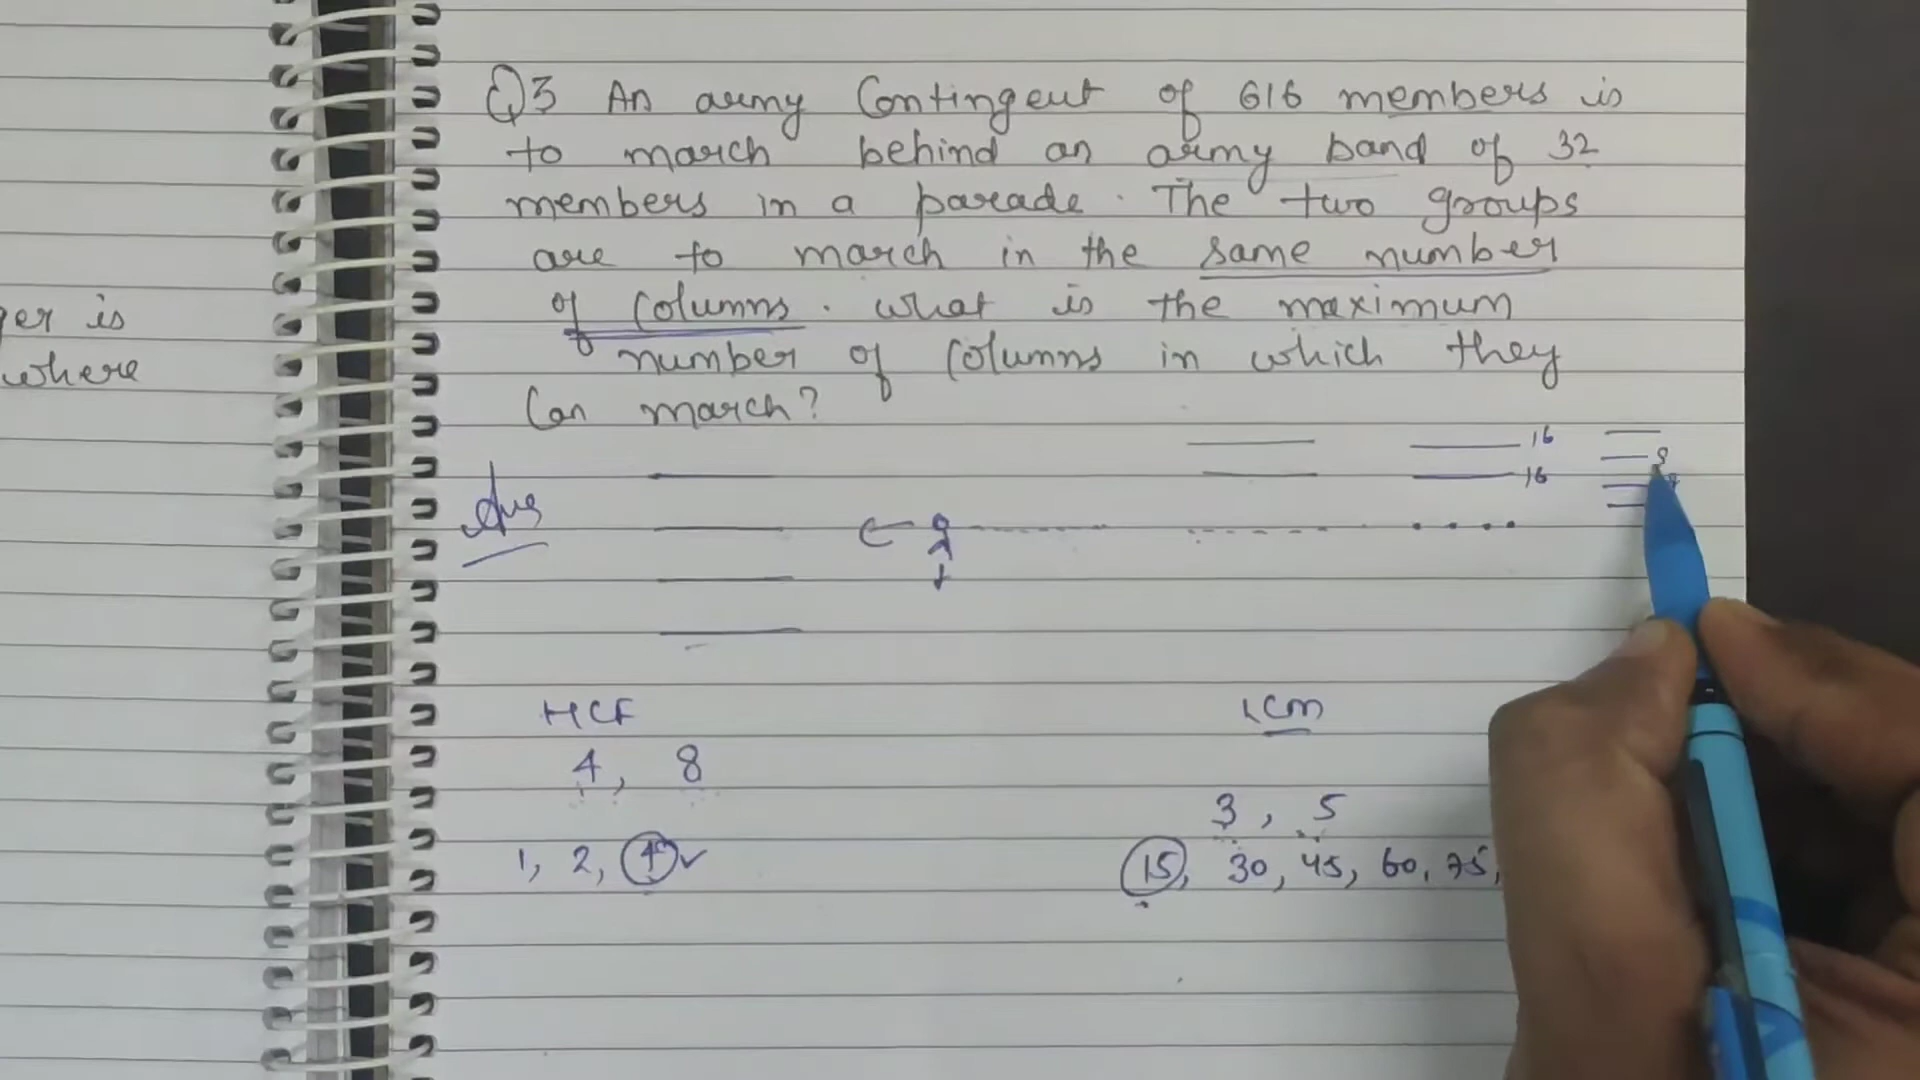 Q3 An army Contingent of 616 members is
to march behind an army band of 32
members in a parade. The two groups
are to march in the same number
of Columns. what is the maximum
number of Columns in which they
Can march?
ger is
where
Ans
16
16
8
HCF
4, 8
1, 2, 4
LCM
3, 5
15, 30, 45, 60, 75,